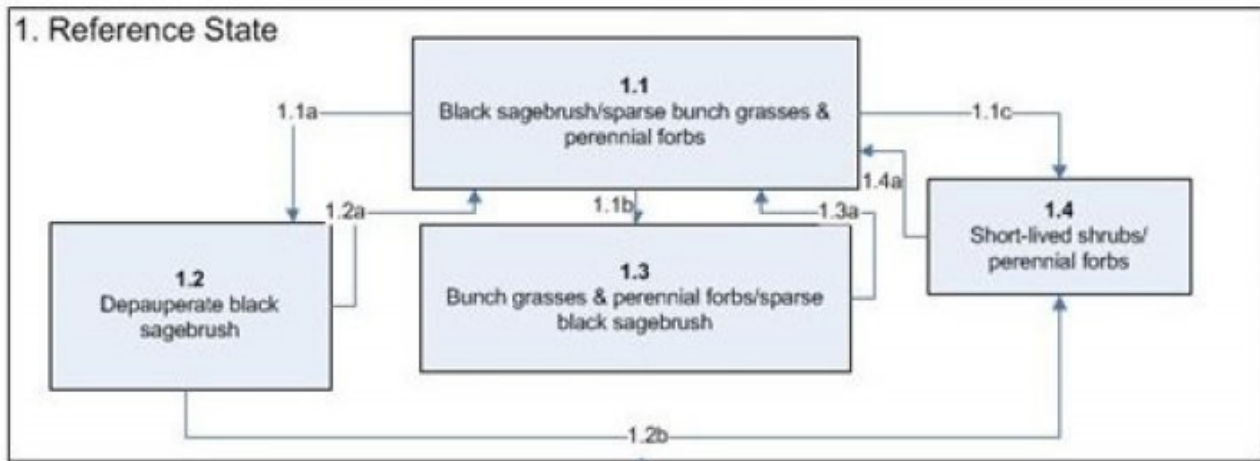 1. Reference State
1.1
Black sagebrush/sparse bunch grasses &
perennial forbs
1.1a
1.1c
1.4a
1.2a
1.1b
1.3a
1.4
Short-lived shrubs/
perennial forbs
1.2
Depauperate black
sagebrush
1.3
Bunch grasses & perennial forbs/sparse
black sagebrush
1.2b